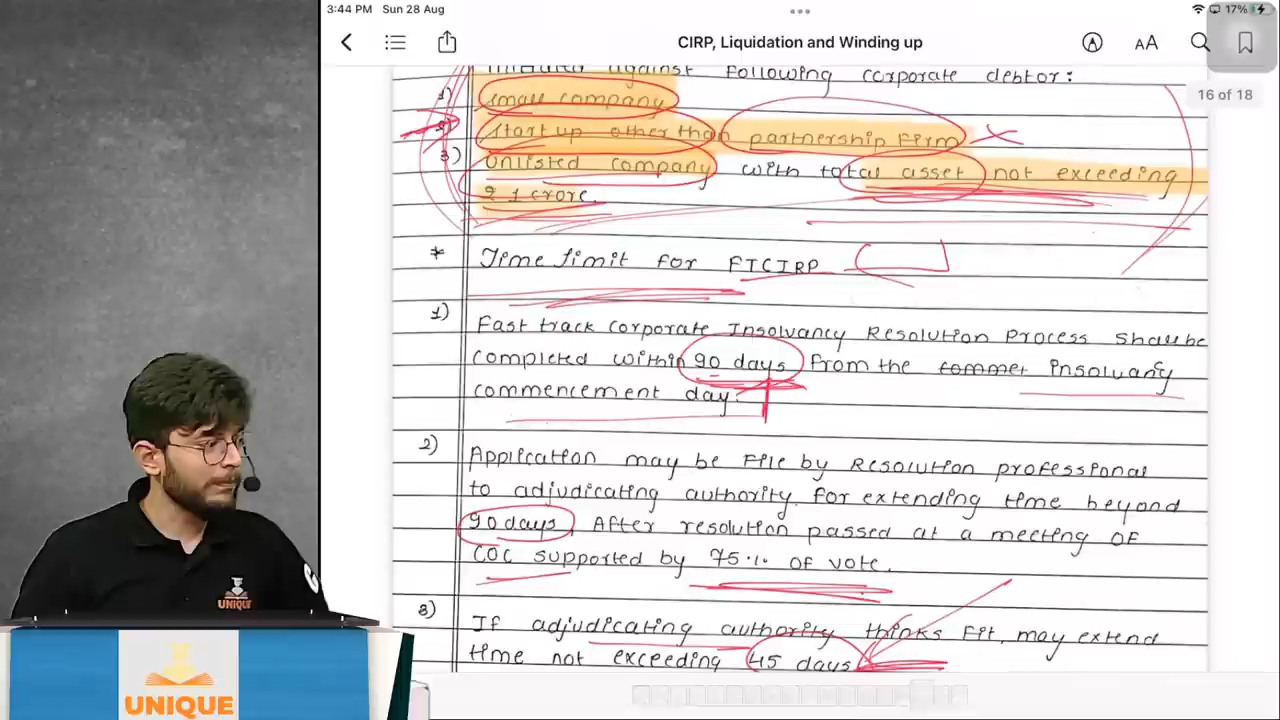 3:44 PM Sun 28 Aug
17%
CIRP, Liquidation and Winding up
AA
16 of 18
initiated against following corporate debtor:
1) small company
2) Start up other than partnership firm
3) Unlisted company with total asset not exceeding
₹ 1 crore.
* Time limit for FTCIRP
1) Fast track corporate Insolvancy Resolution Process shall be
completed within 90 days from the commer insolvany
commencement day.
2) Application may be file by Resolution professional
to adjudicating authority for extending time beyond
90 days. After resolution passed at a meeting of
COC supported by 75% of vote.
3) If adjudicating authority thinks fit, may extend
time not exceeding 45 days
UNIQUE
UNIQUE